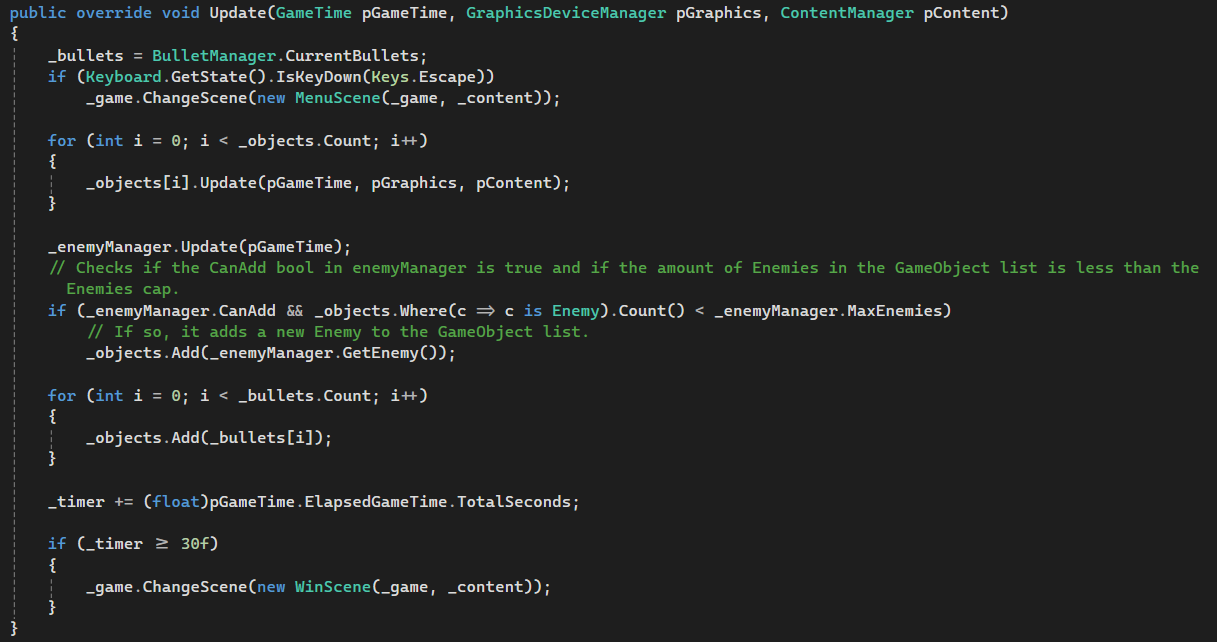 public override void Update(GameTime pGameTime, GraphicsDeviceManager pGraphics, ContentManager pContent)
{
    _bullets = BulletManager.CurrentBullets;
    if (Keyboard.GetState().IsKeyDown(Keys.Escape))
        _game.ChangeScene(new MenuScene(_game, _content));

    for (int i = 0; i < _objects.Count; i++)
    {
        _objects[i].Update(pGameTime, pGraphics, pContent);
    }

    _enemyManager.Update(pGameTime);
    // Checks if the CanAdd bool in enemyManager is true and if the amount of Enemies in the GameObject list is less than the
      Enemies cap.
    if (_enemyManager.CanAdd && _objects.Where(c => c is Enemy).Count() < _enemyManager.MaxEnemies)
        // If so, it adds a new Enemy to the GameObject list.
        _objects.Add(_enemyManager.GetEnemy());

    for (int i = 0; i < _bullets.Count; i++)
    {
        _objects.Add(_bullets[i]);
    }

    _timer += (float)pGameTime.ElapsedGameTime.TotalSeconds;

    if (_timer >= 30f)
    {
        _game.ChangeScene(new WinScene(_game, _content));
    }
}